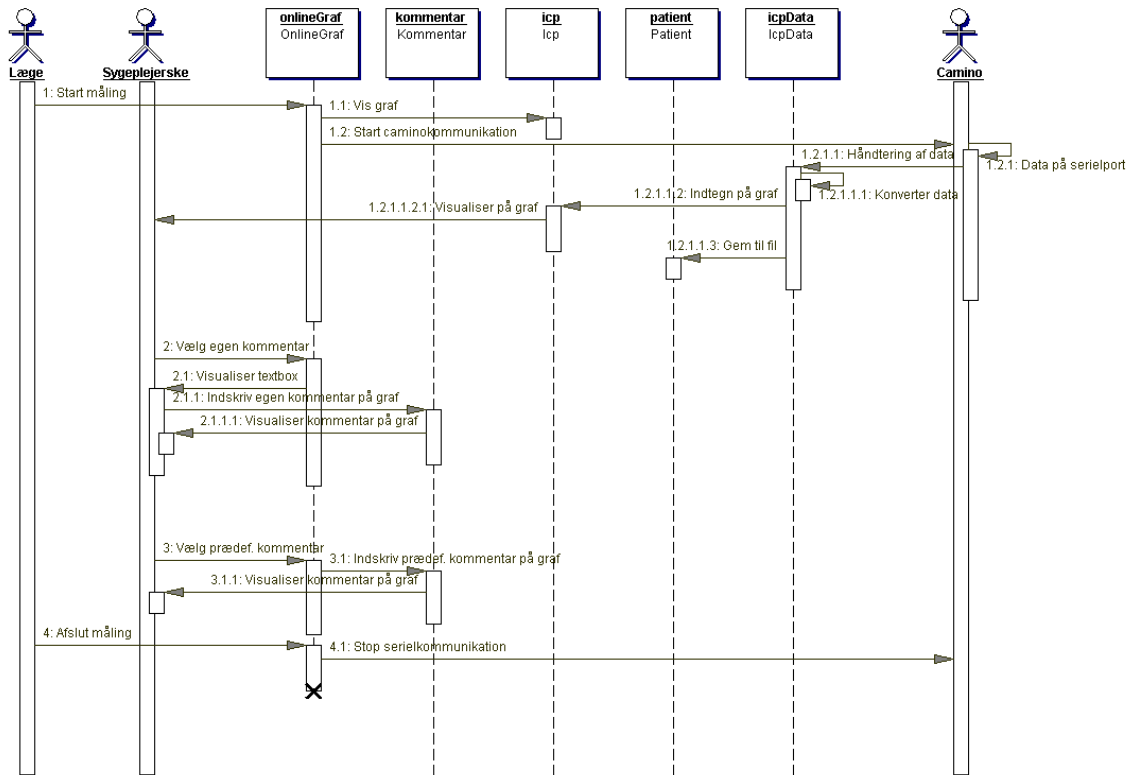 onlineGraf
OnlineGraf
kommentar
Kommentar
icp
Icp
patient
Patient
icpData
IcpData
Læge
Sygeplejerske
Camino
1: Start måling
1.1: Vis graf
1.2: Start caminokommunikation
1.2.1: Data på serielport
1.2.1.1: Håndtering af data
1.2.1.1.1: Konverter data
1.2.1.1.2: Indtegn på graf
1.2.1.1.2.1: Visualiser på graf
1.2.1.1.3: Gem til fil
2: Vælg egen kommentar
2.1: Visualiser textbox
2.1.1: Indskriv egen kommentar på graf
2.1.1.1: Visualiser kommentar på graf
3: Vælg prædef. kommentar
3.1: Indskriv prædef. kommentar på graf
3.1.1: Visualiser kommentar på graf
4: Afslut måling
4.1: Stop serielkommunikation